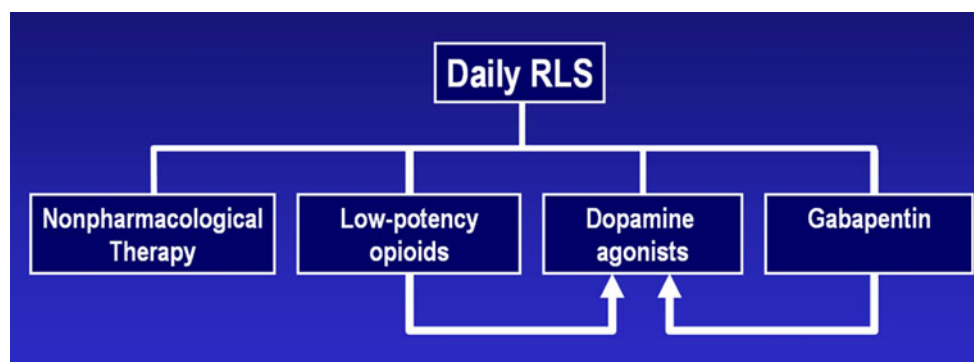 Daily RLS
Nonpharmacological
Therapy
Low-potency
opioids
Dopamine
agonists
Gabapentin